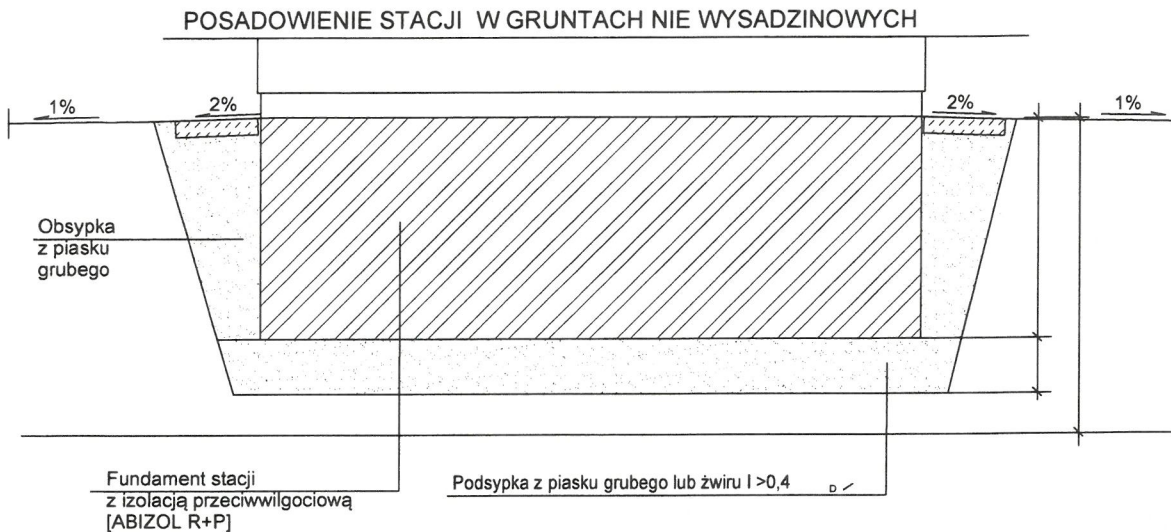 POSADOWIENIE STACJI W GRUNTACH NIE WYSADZINOWYCH
1%
2%
2%
1%
Obsypka
z piasku
grubego
Fundament stacji
z izolacją przeciwwilgociową
[ABIZOL R+P]
Podsypka z piasku grubego lub żwiru I >0,4
D